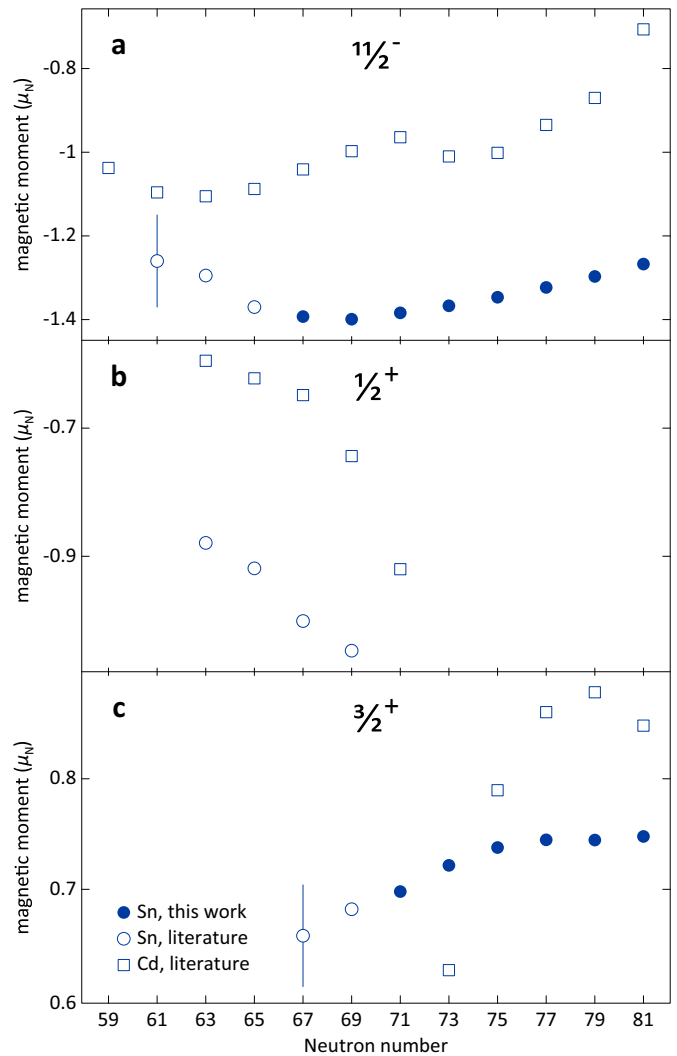 a
11/2⁻
magnetic moment (μN)
-0.8
-1
-1.2
-1.4
b
1/2⁺
magnetic moment (μN)
-0.7
-0.9
c
3/2⁺
magnetic moment (μN)
0.8
0.7
0.6
Sn, this work
Sn, literature
Cd, literature
59 61 63 65 67 69 71 73 75 77 79 81
Neutron number